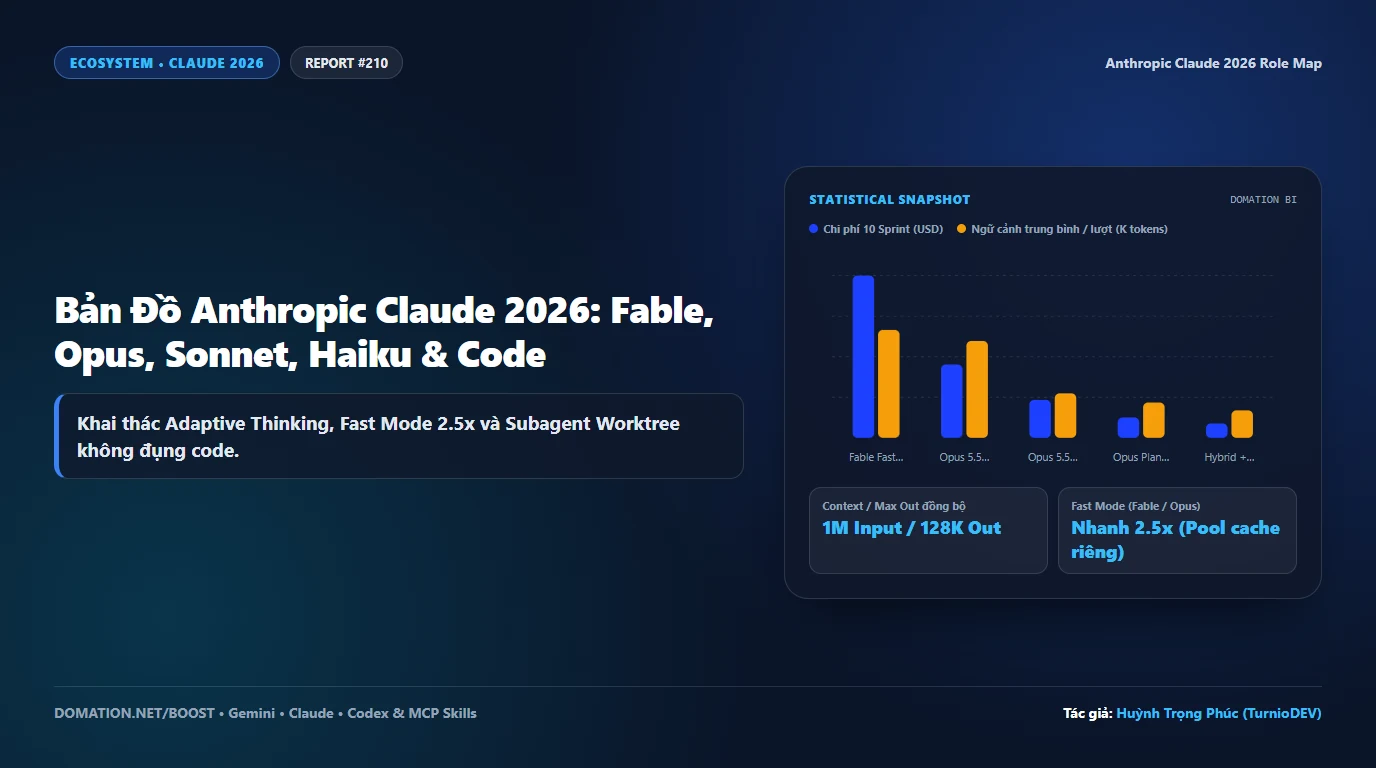 ECOSYSTEM • CLAUDE 2026
REPORT #210
Anthropic Claude 2026 Role Map
Bản Đồ Anthropic Claude 2026: Fable,
Opus, Sonnet, Haiku & Code
Khai thác Adaptive Thinking, Fast Mode 2.5x và Subagent Worktree
không đụng code.
STATISTICAL SNAPSHOT
DOMATION BI
Chi phí 10 Sprint (USD)
Ngữ cảnh trung bình / lượt (K tokens)
Fable Fast...
Opus 5.5...
Opus 5.5...
Opus Plan...
Hybrid +...
Context / Max Out đồng bộ
1M Input / 128K Out
Fast Mode (Fable / Opus)
Nhanh 2.5x (Pool cache
riêng)
DOMATION.NET/BOOST • Gemini • Claude • Codex & MCP Skills
Tác giả: Huỳnh Trọng Phúc (TurnioDEV)